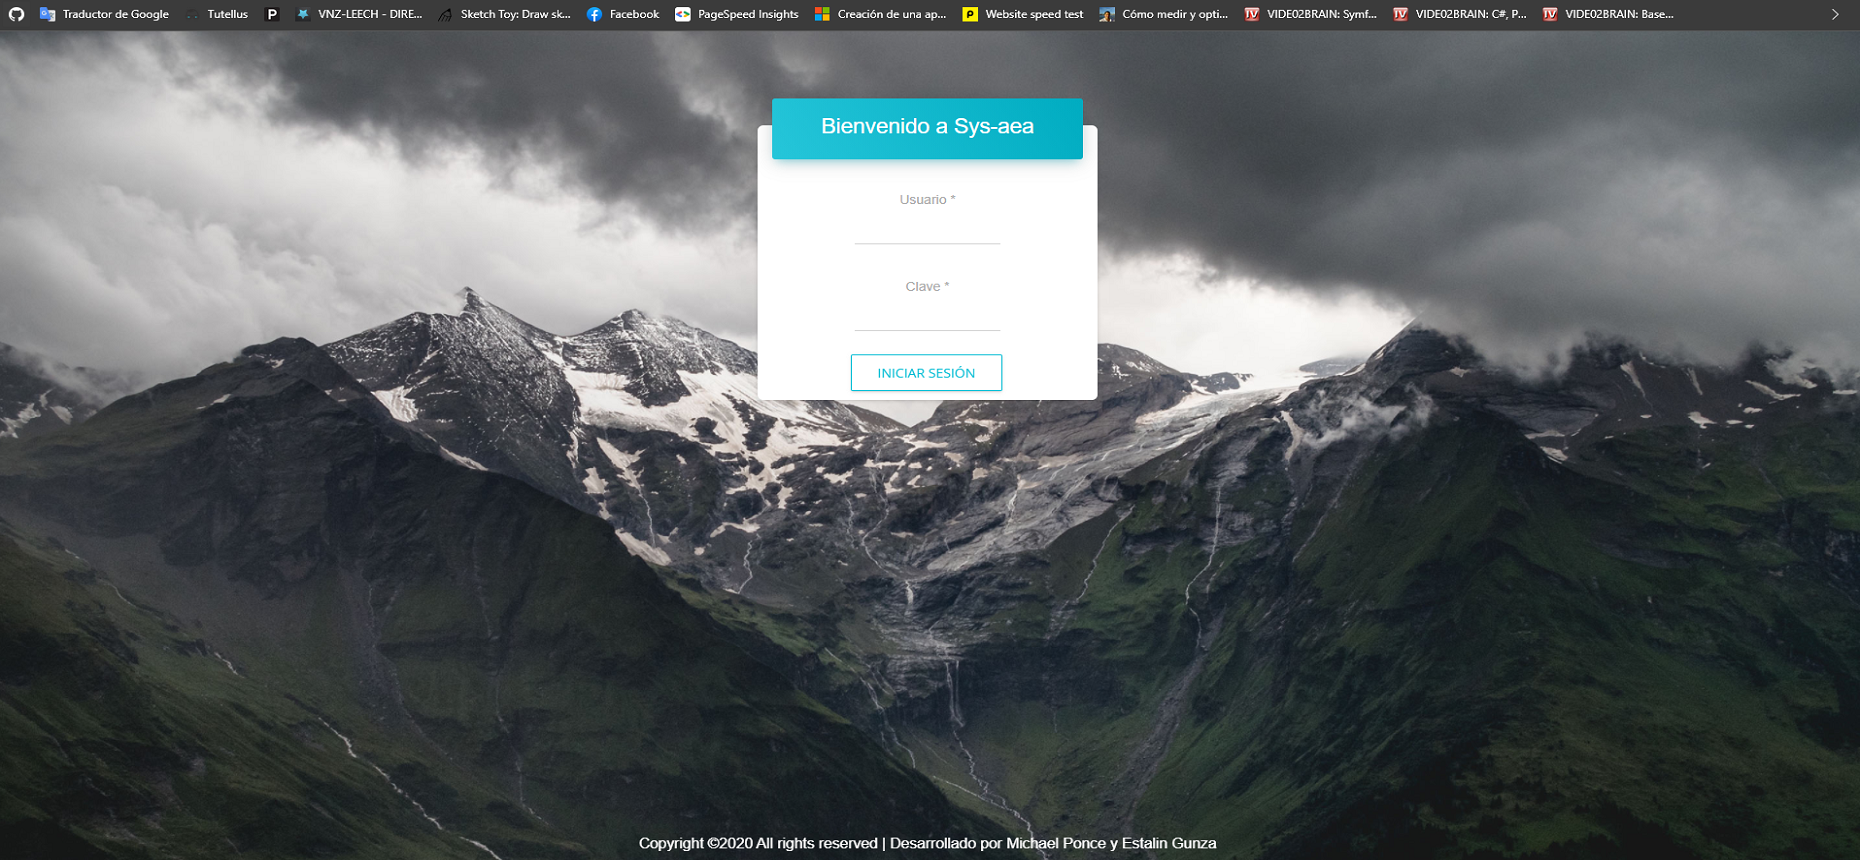 Traductor de Google Tutellus VNZ-LEECH - DIRE... Sketch Toy: Draw sk... Facebook PageSpeed Insights Creación de una ap... Website speed test Cómo medir y opti... VIDEO2BRAIN: Symf... VIDEO2BRAIN: C#, P... VIDEO2BRAIN: Base...
Bienvenido a Sys-aea
Usuario *
Clave *
INICIAR SESIÓN
Copyright ©2020 All rights reserved | Desarrollado por Michael Ponce y Estalin Gunza